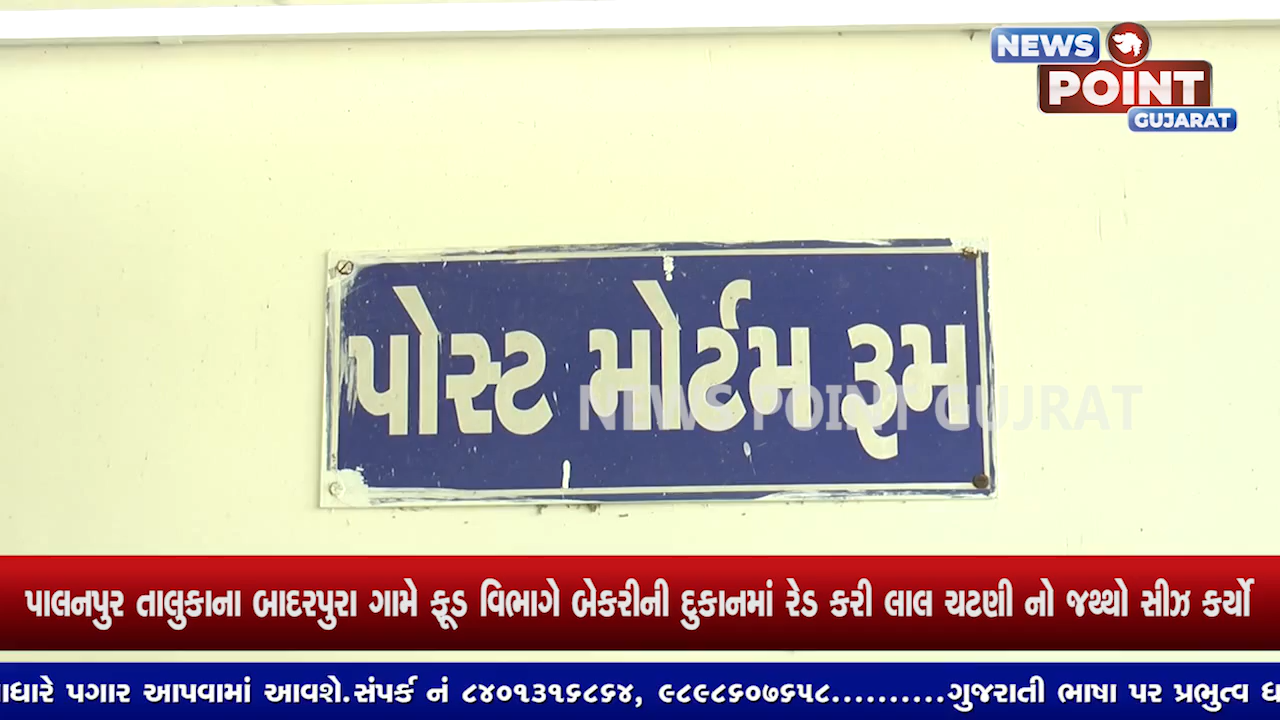 NEWS
POINT
GUJARAT
પોસ્ટ મોર્ટમ રૂમ
NEWS POINT GUJRAT
પાલનપુર તાલુકાના બાદરપુરા ગામે ફૂડ વિભાગે બેકરીની દુકાનમાં રેડ કરી લાલ ચટણી નો જથ્થો સીઝ કર્યો
પગાર આપવામાં આવશે.સંપર્ક નં ૮૪૦૧૩૧૬૮૬૪, ૯૮૯૮૬૦૭૬૫૮..........ગુજરાતી ભાષા પર પ્રભુત્વ